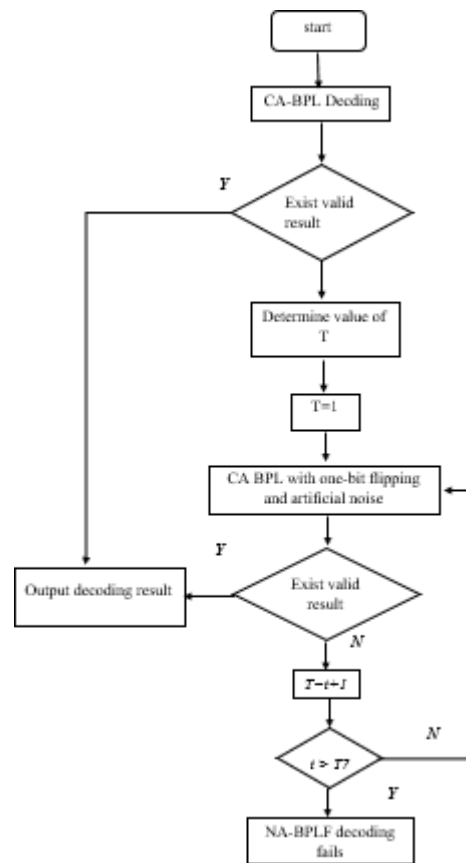 start
CA-BPL Decding
Y
Exist valid
result
Determine value of
T
T=1
CA BPL with one-bit flipping
and artificial noise
Y
Output decoding result
Exist valid
result
N
T=t+1
t > T?
N
Y
NA-BPLF decoding
fails